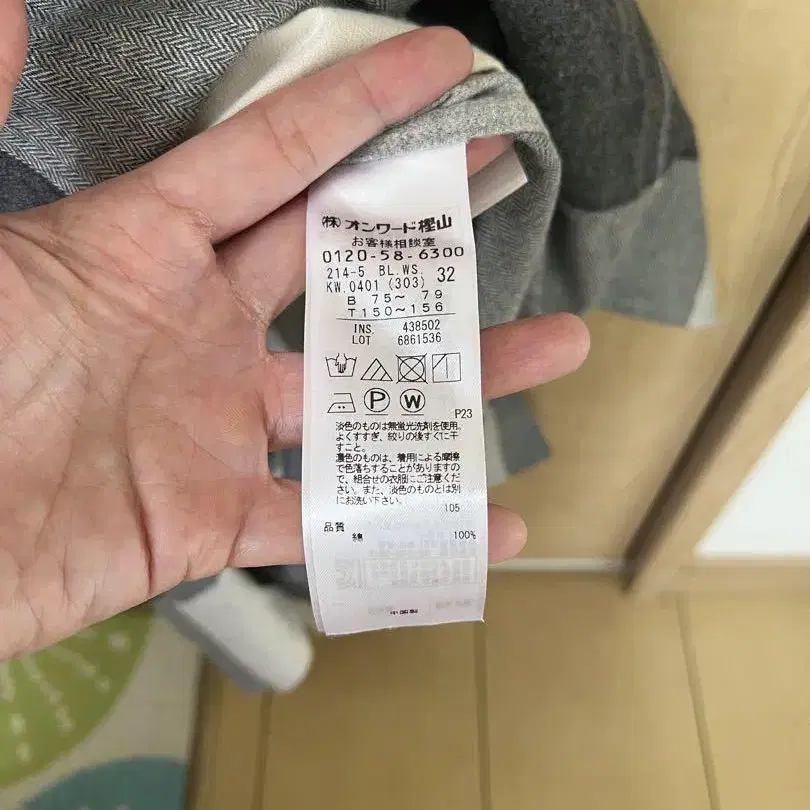 ㈱オンワード樫山
お客様相談室
0120-58-6300
214-5 BL.WS. 32
KW.0401 (303)
B 75～ 79
T150～156
INS. 438502
LOT 6861536
P
W
P23
淡色のものは無蛍光洗剤を使用。
よくすすぎ、絞りの後すぐに干
すこと。
濃色のものは、着用による摩擦
で色落ちすることがありますの
で、組合せの衣服にご注意くだ
さい。また、淡色のものとは別
にお洗い下さい。
105
品質
綿 100%